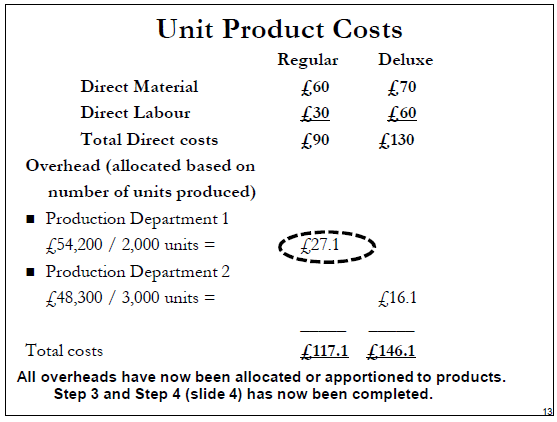 Unit Product Costs
Regular Deluxe
Direct Material £60 £70
Direct Labour £30 £60
Total Direct costs £90 £130
Overhead (allocated based on
number of units produced)
■ Production Department 1
£54,200 / 2,000 units = £27.1
■ Production Department 2
£48,300 / 3,000 units = £16.1
Total costs £117.1 £146.1
All overheads have now been allocated or apportioned to products.
Step 3 and Step 4 (slide 4) has now been completed.
13